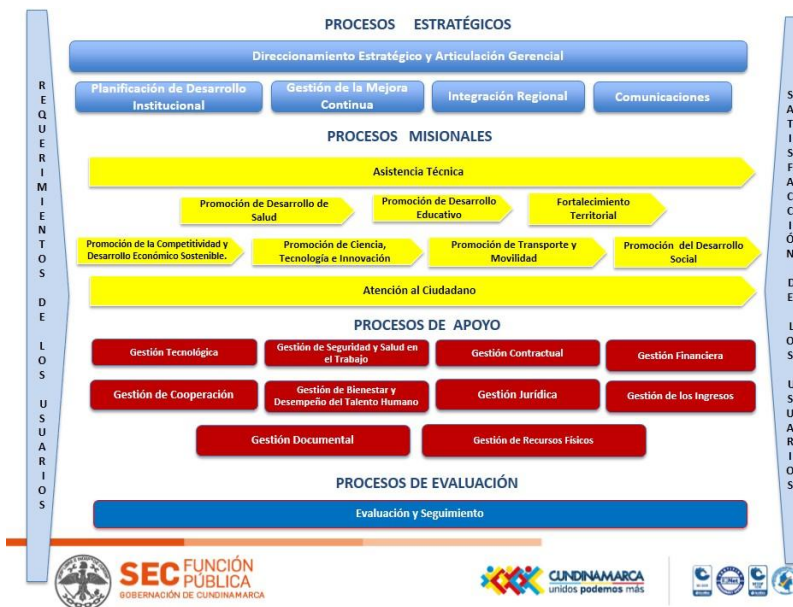 PROCESOS ESTRATÉGICOS
Direccionamiento Estratégico y Articulación Gerencial
Planificación de Desarrollo
Institucional
Gestión de la Mejora
Continua
Integración Regional
Comunicaciones
PROCESOS MISIONALES
Asistencia Técnica
Promoción de Desarrollo de
Salud
Promoción de Desarrollo
Educativo
Fortalecimiento
Territorial
Promoción de la Competitividad y
Desarrollo Económico Sostenible.
Promoción de Ciencia,
Tecnología e Innovación
Promoción de Transporte y
Movilidad
Promoción del Desarrollo
Social
Atención al Ciudadano
PROCESOS DE APOYO
Gestión Tecnológica
Gestión de Seguridad y Salud en
el Trabajo
Gestión Contractual
Gestión Financiera
Gestión de Cooperación
Gestión de Bienestar y
Desempeño del Talento Humano
Gestión Jurídica
Gestión de los Ingresos
Gestión Documental
Gestión de Recursos Físicos
PROCESOS DE EVALUACIÓN
Evaluación y Seguimiento
REQUERIMIENTOS DE LOS USUARIOS
SATISFACCIÓN DE LOS USUARIOS
SEC FUNCIÓN
PÚBLICA
GOBERNACIÓN DE CUNDINAMARCA
CUNDINAMARCA
unidos podemos más